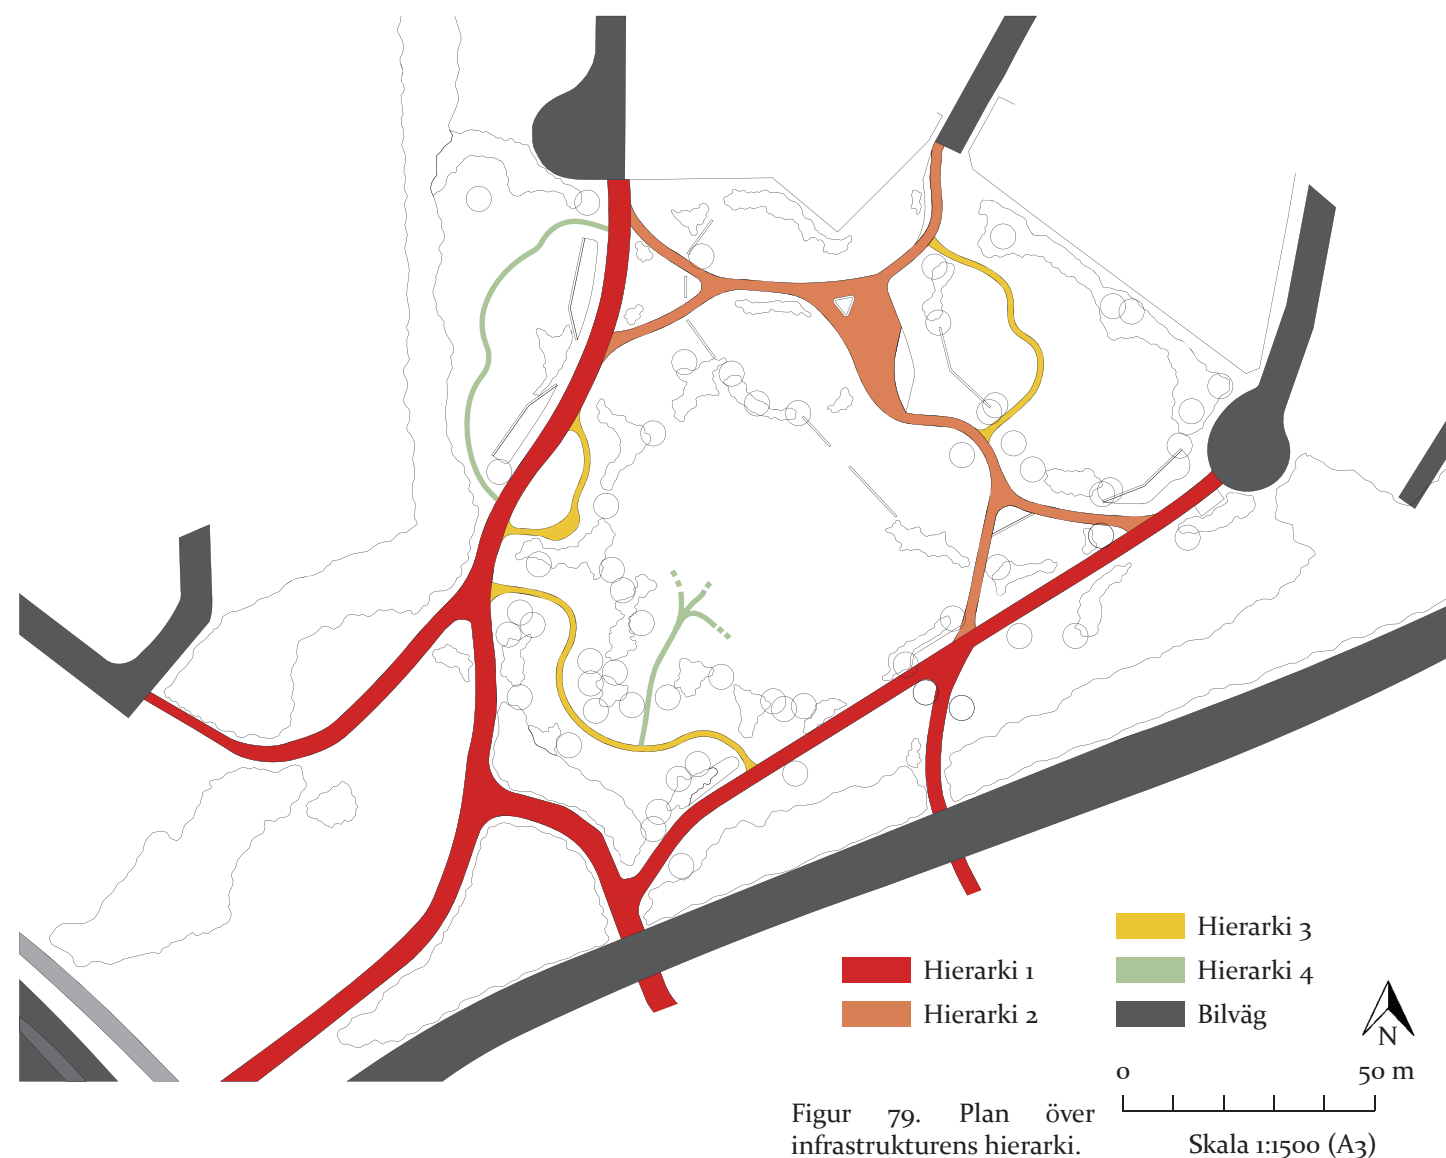 Hierarki 3
Hierarki 1
Hierarki 4
Hierarki 2
Bilväg
N
0 50 m
Figur 79. Plan över
infrastrukturens hierarki.
Skala 1:1500 (A3)